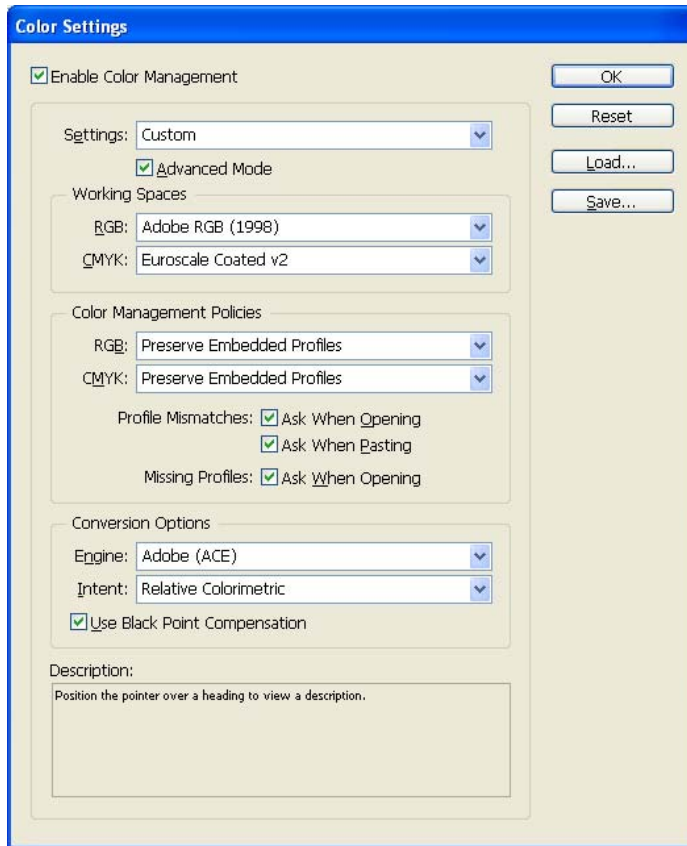 Color Settings
Enable Color Management
OK
Reset
Load...
Save...
Settings: Custom
Advanced Mode
Working Spaces
RGB: Adobe RGB (1998)
CMYK: Euroscale Coated v2
Color Management Policies
RGB: Preserve Embedded Profiles
CMYK: Preserve Embedded Profiles
Profile Mismatches: Ask When Opening
Ask When Pasting
Missing Profiles: Ask When Opening
Conversion Options
Engine: Adobe (ACE)
Intent: Relative Colorimetric
Use Black Point Compensation
Description:
Position the pointer over a heading to view a description.